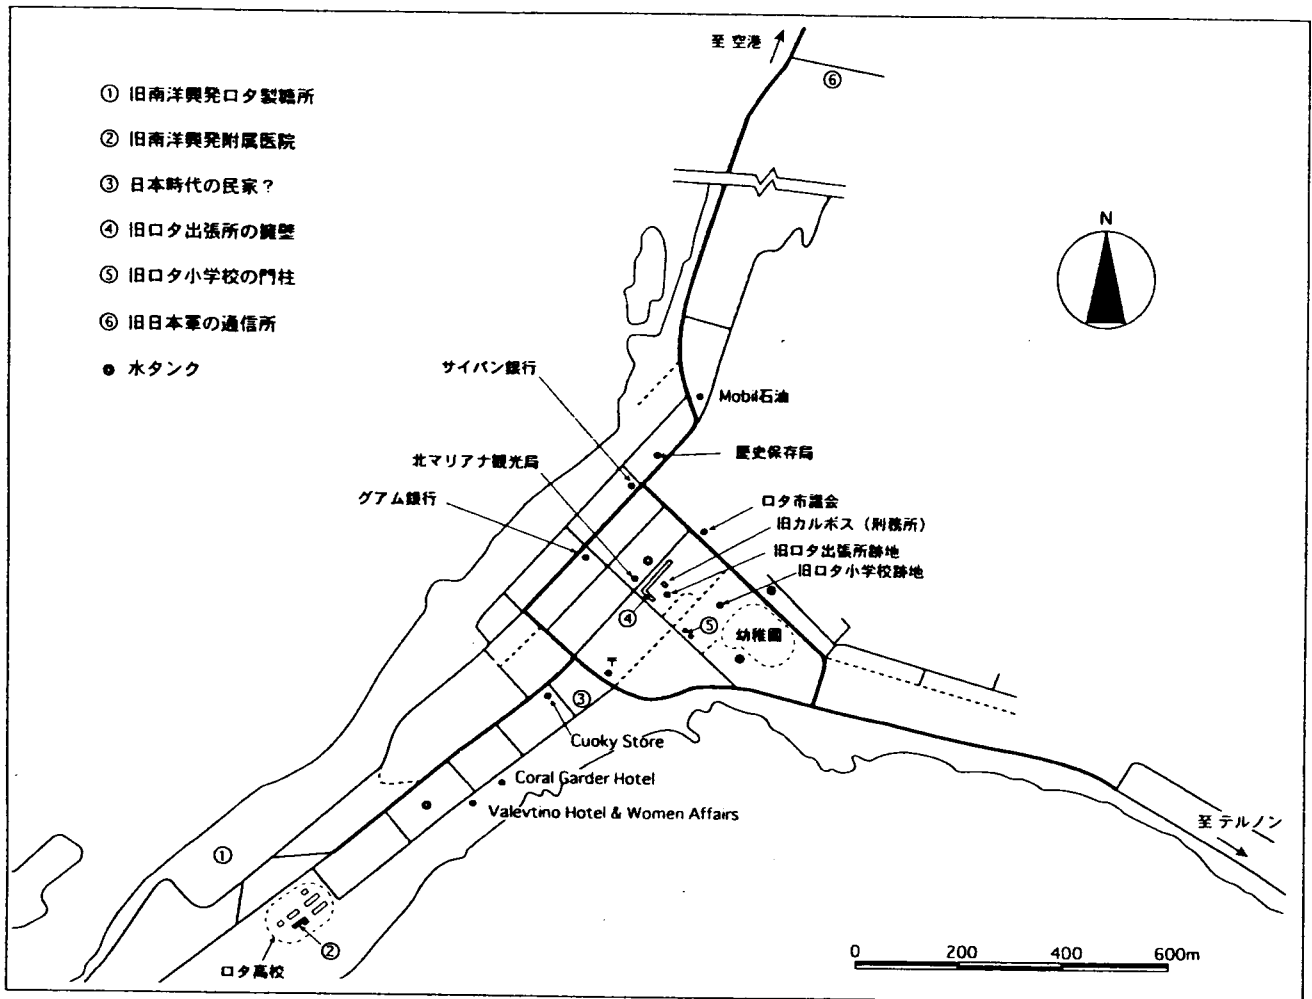 ① 旧南洋興発ロタ製糖所
② 旧南洋興発附属医院
③ 日本時代の民家？
④ 旧ロタ出張所の擁壁
⑤ 旧ロタ小学校の門柱
⑥ 旧日本軍の通信所
水タンク
至 空港
⑥
N
サイパン銀行
Mobil石油
北マリアナ観光局
歴史保存局
グアム銀行
ロタ市議会
旧カルボス（刑務所）
旧ロタ出張所跡地
旧ロタ小学校跡地
④
⑤
幼稚園
〒
③
Cuoky Store
Coral Garder Hotel
Valevtino Hotel & Women Affairs
至 テルノン
①
②
ロタ高校
0 200 400 600m